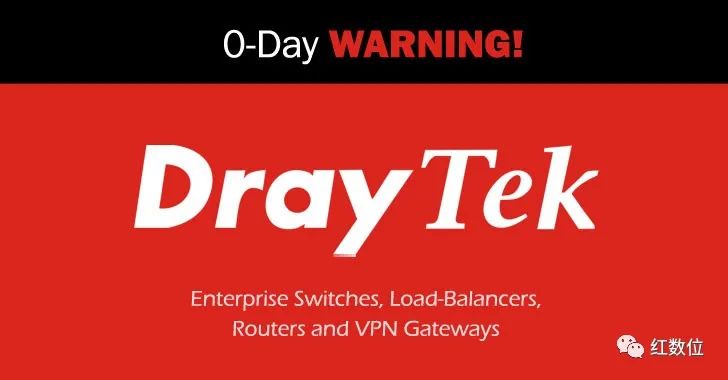 0-Day WARNING!
DrayTek
Enterprise Switches, Load-Balancers,
Routers and VPN Gateways
红数位